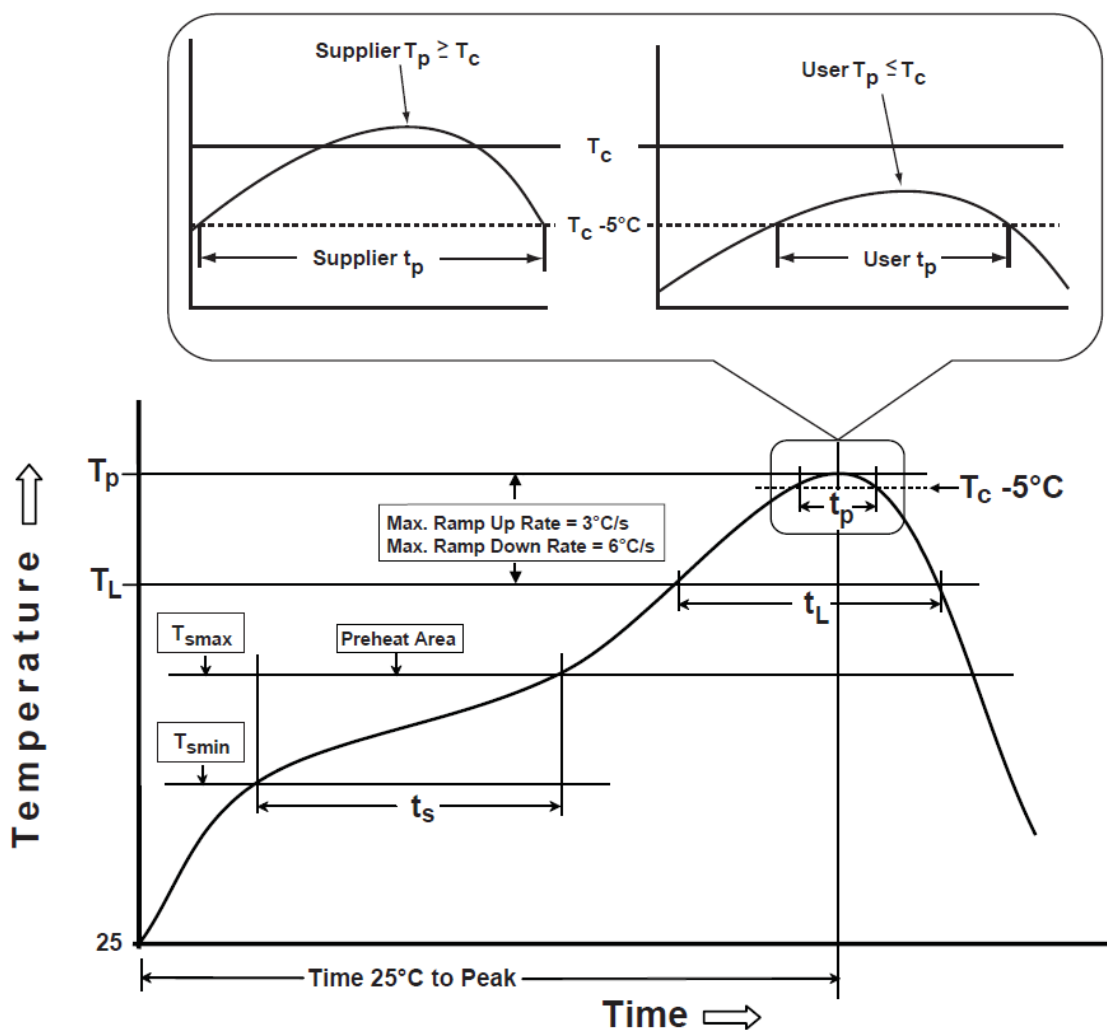 Supplier Tp ≥ Tc
User Tp ≤ Tc
Tc
Tc -5°C
Supplier tp
User tp
Tp
Tc -5°C
tp
Max. Ramp Up Rate = 3°C/s
Max. Ramp Down Rate = 6°C/s
TL
tL
Tsmax
Preheat Area
Tsmin
ts
Temperature
25
Time 25°C to Peak
Time